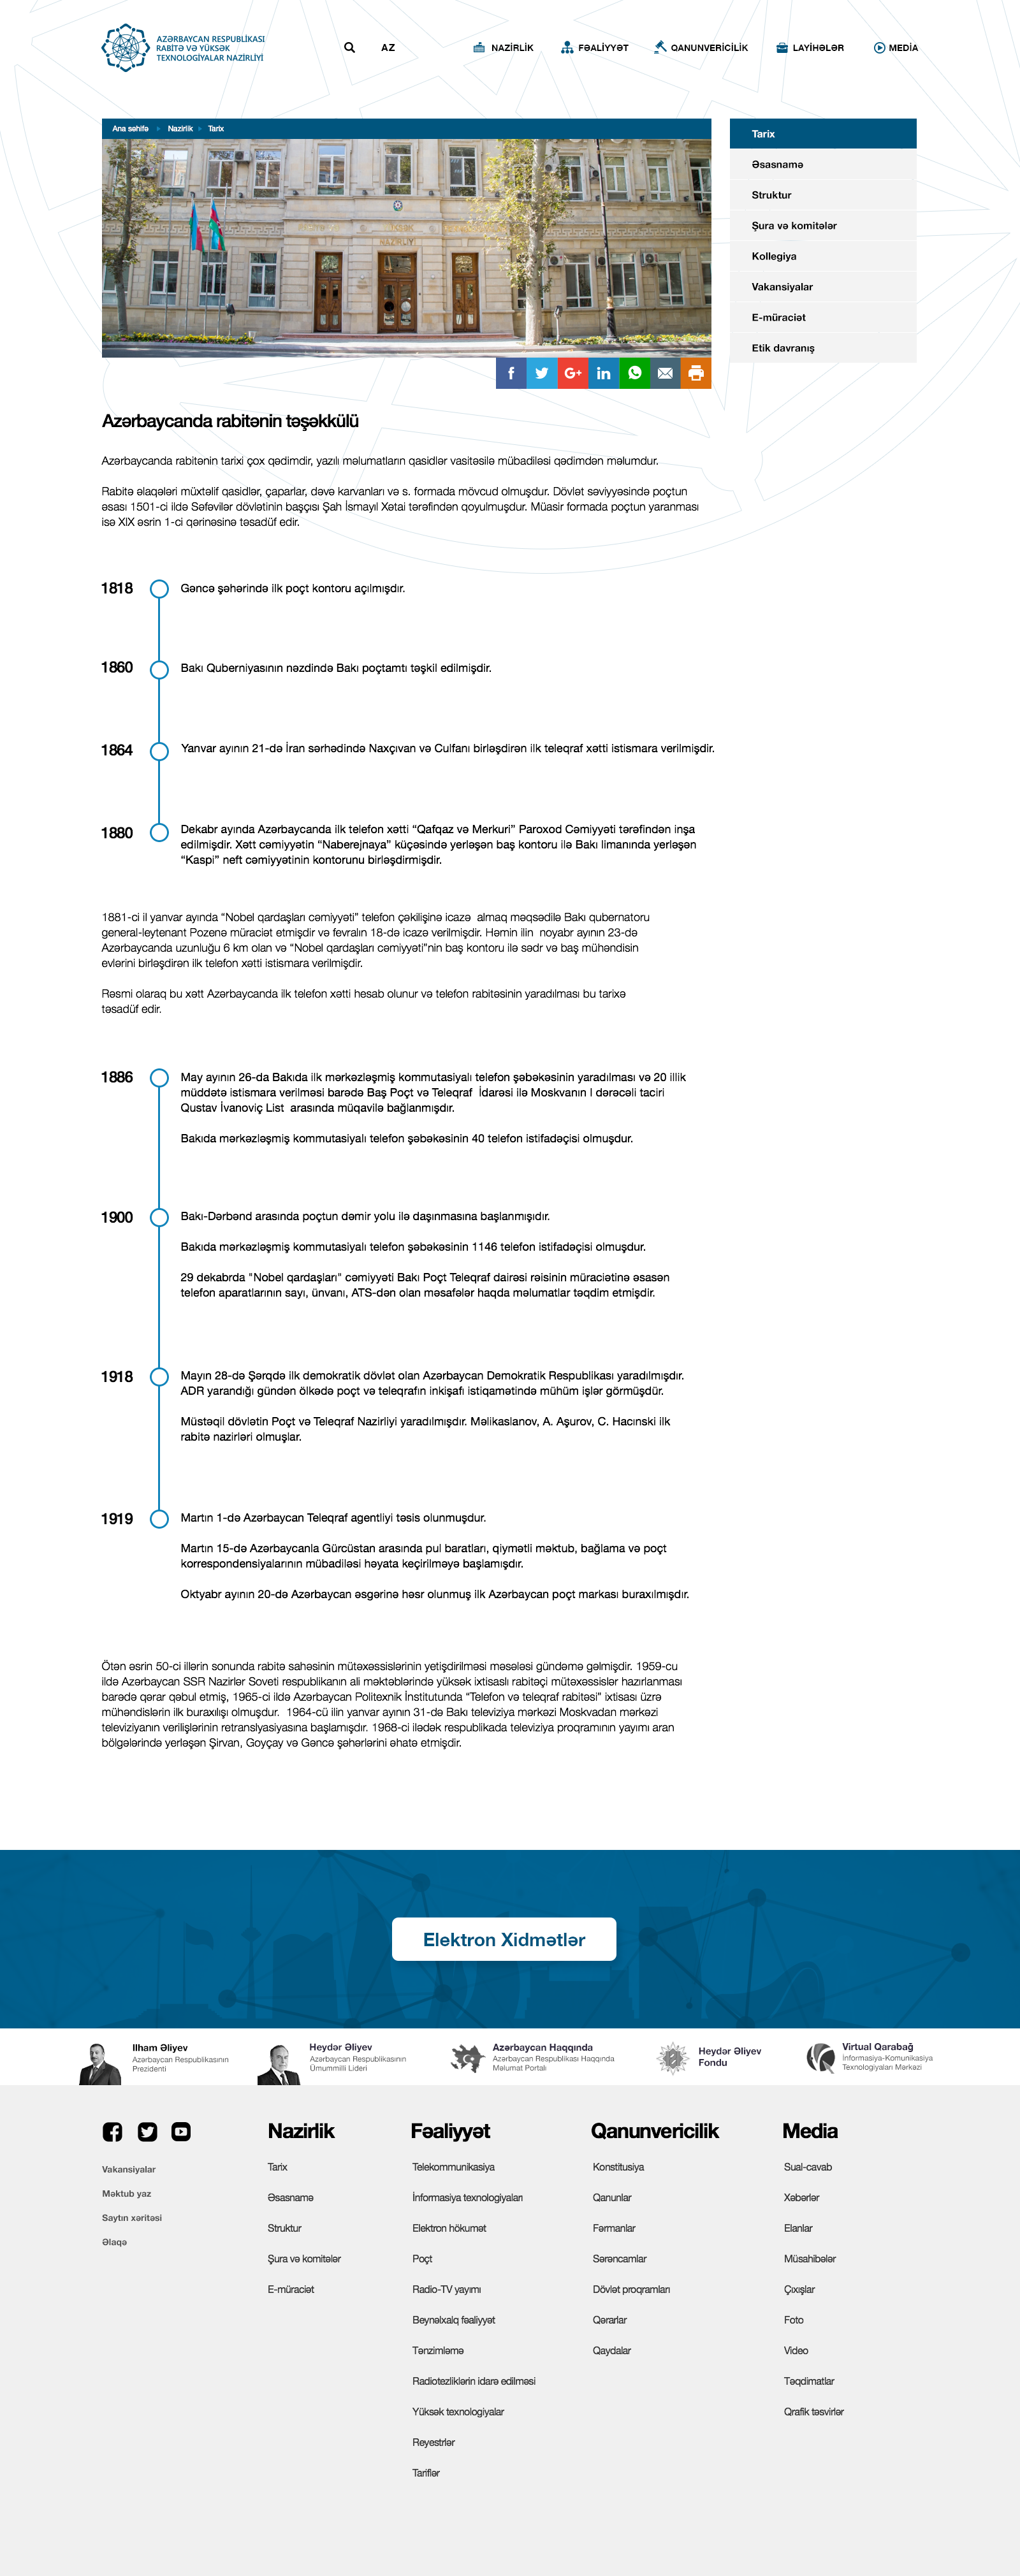 AZƏRBAYCAN RESPUBLİKASI
RABİTƏ VƏ YÜKSƏK
TEXNOLOGİYALAR NAZİRLİYİ
AZ
NAZİRLİK
FƏALİYYƏT
QANUNVERİCİLİK
LAYİHƏLƏR
MEDİA
Ana səhifə
Nazirlik
Tarix
Tarix
Əsasnamə
Struktur
Şura və komitələr
Kollegiya
Vakansiyalar
E-müraciət
Etik davranış
Azərbaycanda rabitənin təşəkkülü
Azərbaycanda rabitənin tarixi çox qədimdir, yazılı məlumatların qasidlər vasitəsilə mübadiləsi qədimdən məlumdur.
Rabitə əlaqələri müxtəlif qasidlər, çaparlar, dəvə karvanları və s. formada mövcud olmuşdur. Dövlət səviyyəsində poçtun
əsası 1501-ci ildə Səfəvilər dövlətinin başçısı Şah İsmayıl Xətai tərəfindən qoyulmuşdur. Müasir formada poçtun yaranması
isə XIX əsrin 1-ci qərinəsinə təsadüf edir.
1818
Gəncə şəhərində ilk poçt kontoru açılmışdır.
1860
Bakı Quberniyasının nəzdində Bakı poçtamtı təşkil edilmişdir.
1864
Yanvar ayının 21-də İran sərhədində Naxçıvan və Culfanı birləşdirən ilk teleqraf xətti istismara verilmişdir.
1880
Dekabr ayında Azərbaycanda ilk telefon xətti “Qafqaz və Merkuri” Paroxod Cəmiyyəti tərəfindən inşa
edilmişdir. Xətt cəmiyyətin “Naberejnaya” küçəsində yerləşən baş kontoru ilə Bakı limanında yerləşən
“Kaspi” neft cəmiyyətinin kontorunu birləşdirmişdir.
1881-ci il yanvar ayında “Nobel qardaşları cəmiyyəti” telefon çəkilişinə icazə  almaq məqsədilə Bakı qubernatoru
general-leytenant Pozenə müraciət etmişdir və fevralın 18-də icazə verilmişdir. Həmin ilin  noyabr ayının 23-də
Azərbaycanda uzunluğu 6 km olan və “Nobel qardaşları cəmiyyəti”nin baş kontoru ilə sədr və baş mühəndisin
evlərini birləşdirən ilk telefon xətti istismara verilmişdir.
Rəsmi olaraq bu xətt Azərbaycanda ilk telefon xətti hesab olunur və telefon rabitəsinin yaradılması bu tarixə
təsadüf edir.
1886
May ayının 26-da Bakıda ilk mərkəzləşmiş kommutasiyalı telefon şəbəkəsinin yaradılması və 20 illik
müddətə istismara verilməsi barədə Baş Poçt və Teleqraf  İdarəsi ilə Moskvanın I dərəcəli taciri
Qustav İvanoviç List  arasında müqavilə bağlanmışdır.
Bakıda mərkəzləşmiş kommutasiyalı telefon şəbəkəsinin 40 telefon istifadəçisi olmuşdur.
1900
Bakı-Dərbənd arasında poçtun dəmir yolu ilə daşınmasına başlanmışıdır.
Bakıda mərkəzləşmiş kommutasiyalı telefon şəbəkəsinin 1146 telefon istifadəçisi olmuşdur.
29 dekabrda "Nobel qardaşları" cəmiyyəti Bakı Poçt Teleqraf dairəsi rəisinin müraciətinə əsasən
telefon aparatlarının sayı, ünvanı, ATS-dən olan məsafələr haqda məlumatlar təqdim etmişdir.
1918
Mayın 28-də Şərqdə ilk demokratik dövlət olan Azərbaycan Demokratik Respublikası yaradılmışdır.
ADR yarandığı gündən ölkədə poçt və teleqrafın inkişafı istiqamətində mühüm işlər görmüşdür.
Müstəqil dövlətin Poçt və Teleqraf Nazirliyi yaradılmışdır. Məlikaslanov, A. Aşurov, C. Hacınski ilk
rabitə nazirləri olmuşlar.
1919
Martın 1-də Azərbaycan Teleqraf agentliyi təsis olunmuşdur.
Martın 15-də Azərbaycanla Gürcüstan arasında pul baratları, qiymətli məktub, bağlama və poçt
korrespondensiyalarının mübadiləsi həyata keçirilməyə başlamışdır.
Oktyabr ayının 20-də Azərbaycan əsgərinə həsr olunmuş ilk Azərbaycan poçt markası buraxılmışdır.
Ötən əsrin 50-ci illərin sonunda rabitə sahəsinin mütəxəssislərinin yetişdirilməsi məsələsi gündəmə gəlmişdir. 1959-cu
ildə Azərbaycan SSR Nazirlər Soveti respublikanın ali məktəblərində yüksək ixtisaslı rabitəçi mütəxəssislər hazırlanması
barədə qərar qəbul etmiş, 1965-ci ildə Azərbaycan Politexnik İnstitutunda “Telefon və teleqraf rabitəsi” ixtisası üzrə
mühəndislərin ilk buraxılışı olmuşdur.  1964-cü ilin yanvar aynının 31-də Bakı televiziya mərkəzi Moskvadan mərkəzi
televiziyanın verilişlərinin retranslyasiyasına başlamışdır. 1968-ci ilədək respublikada televiziya proqramının yayımı aran
bölgələrində yerləşən Şirvan, Goyçay və Gəncə şəhərlərini əhatə etmişdir.
Elektron Xidmətlər
Ilham Əliyev
Azərbaycan Respublikasının
Prezidenti
Heydər Əliyev
Azərbaycan Respublikasının
Ümummilli Lideri
Azərbaycan Haqqında
Azərbaycan Respublikası Haqqında
Məlumat Portalı
Heydər Əliyev
Fondu
Virtual Qarabağ
İnformasiya-Komunikasiya
Texnologiyaları Mərkəzi
Vakansiyalar
Məktub yaz
Saytın xəritəsi
Əlaqə
Nazirlik
Tarix
Əsasnamə
Struktur
Şura və komitələr
E-müraciət
Fəaliyyət
Telekommunikasiya
İnformasiya texnologiyaları
Elektron hökumət
Poçt
Radio-TV yayımı
Beynəlxalq fəaliyyət
Tənzimləmə
Radiotezliklərin idarə edilməsi
Yüksək texnologiyalar
Reyestrlər
Tariflər
Qanunvericilik
Konstitusiya
Qanunlar
Fərmanlar
Sərəncamlar
Dövlət proqramları
Qərarlar
Qaydalar
Media
Sual-cavab
Xəbərlər
Elanlar
Müsahibələr
Çıxışlar
Foto
Video
Təqdimatlar
Qrafik təsvirlər